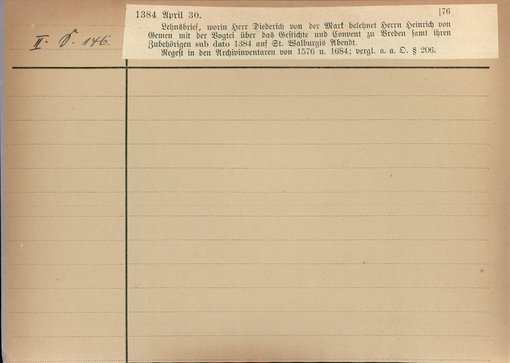 1384 April 30. [76
Lehnsbrief, worin Herr Diederich von der Mark belehnet Herrn Heinrich von
Gemen mit der Vogtei über das Gestichte und Convent zu Vreden samt ihren
Zubehörigen sub dato 1384 auf St. Walburgis Abendt.
Regest in den Archivinventaren von 1576 u. 1684; vergl. a. a. O. § 206.
II. S. 146.